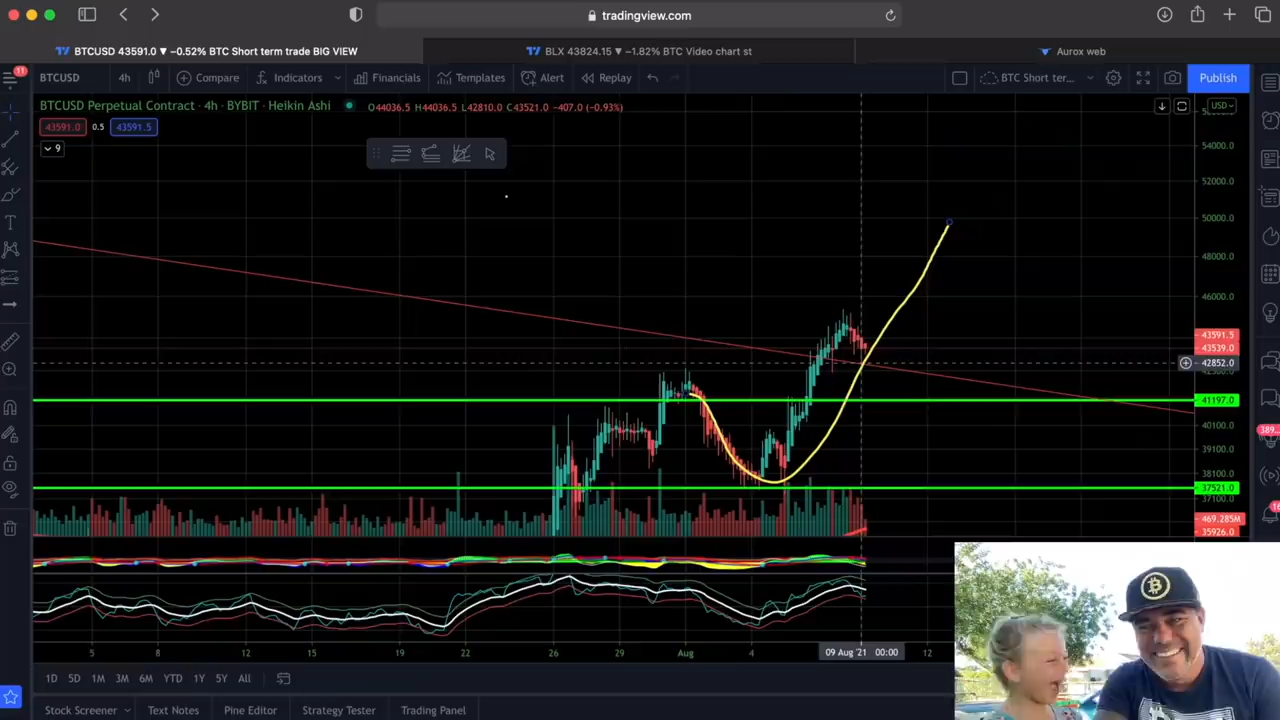 tradingview.com
BTCUSD 43591.0 ▼ −0.52% BTC Short term trade BIG VIEW
BLX 43824.15 ▼ −1.82% BTC Video chart st
Aurox web
11
BTCUSD
4h
Compare
Indicators
Financials
Templates
Alert
Replay
BTC Short ter...
Publish
BTCUSD Perpetual Contract · 4h · BYBIT · Heikin Ashi
O44036.5 H44036.5 L42810.0 C43521.0 −407.0 (−0.93%)
USD
43591.0
0.5
43591.5
9
54000.0
52000.0
50000.0
48000.0
46000.0
43591.5
43539.0
42852.0
41197.0
40100.0
39100.0
38100.0
37521.0
37100.0
469.285M
35926.0
389...
16
5
8
12
15
19
22
26
29
Aug
4
09 Aug '21 00:00
12
1D
5D
1M
3M
6M
YTD
1Y
5Y
All
Stock Screener
Text Notes
Pine Editor
Strategy Tester
Trading Panel